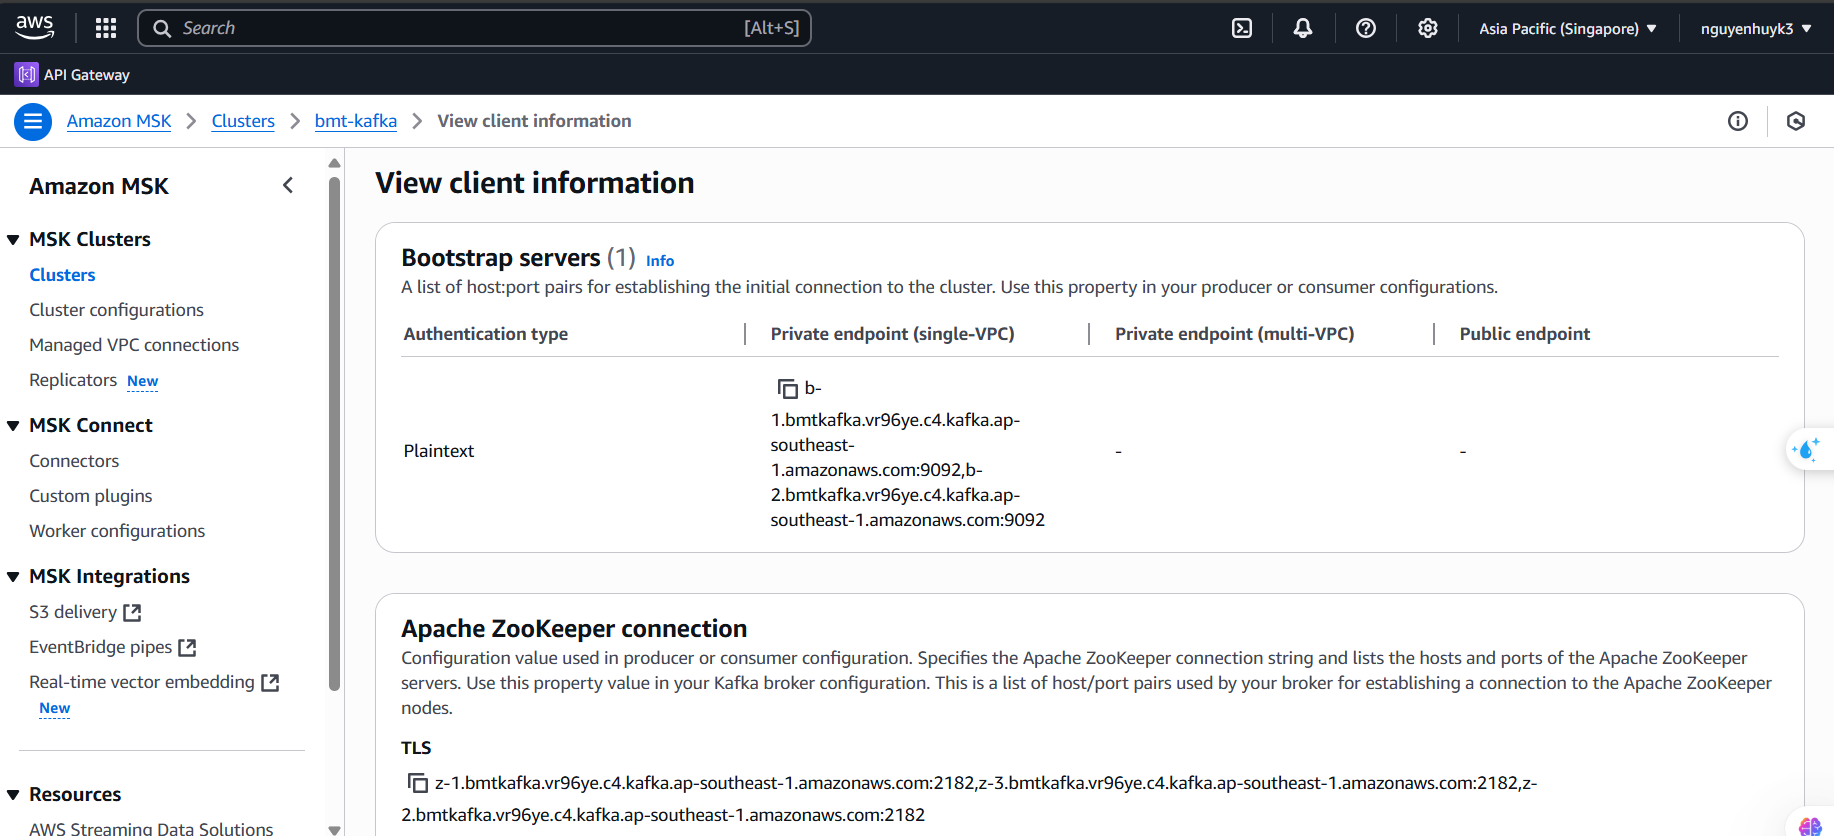 aws
Search [Alt+S]
Asia Pacific (Singapore)
nguyenhuyk3
API Gateway
Amazon MSK
Clusters
bmt-kafka
View client information
Amazon MSK
MSK Clusters
Clusters
Cluster configurations
Managed VPC connections
Replicators New
MSK Connect
Connectors
Custom plugins
Worker configurations
MSK Integrations
S3 delivery
EventBridge pipes
Real-time vector embedding
New
Resources
AWS Streaming Data Solutions
View client information
Bootstrap servers (1) Info
A list of host:port pairs for establishing the initial connection to the cluster. Use this property in your producer or consumer configurations.
Authentication type
Private endpoint (single-VPC)
Private endpoint (multi-VPC)
Public endpoint
Plaintext
b-
1.bmtkafka.vr96ye.c4.kafka.ap-
southeast-
1.amazonaws.com:9092,b-
2.bmtkafka.vr96ye.c4.kafka.ap-
southeast-1.amazonaws.com:9092
-
-
Apache ZooKeeper connection
Configuration value used in producer or consumer configuration. Specifies the Apache ZooKeeper connection string and lists the hosts and ports of the Apache ZooKeeper
servers. Use this property value in your Kafka broker configuration. This is a list of host/port pairs used by your broker for establishing a connection to the Apache ZooKeeper
nodes.
TLS
z-1.bmtkafka.vr96ye.c4.kafka.ap-southeast-1.amazonaws.com:2182,z-3.bmtkafka.vr96ye.c4.kafka.ap-southeast-1.amazonaws.com:2182,z-
2.bmtkafka.vr96ye.c4.kafka.ap-southeast-1.amazonaws.com:2182